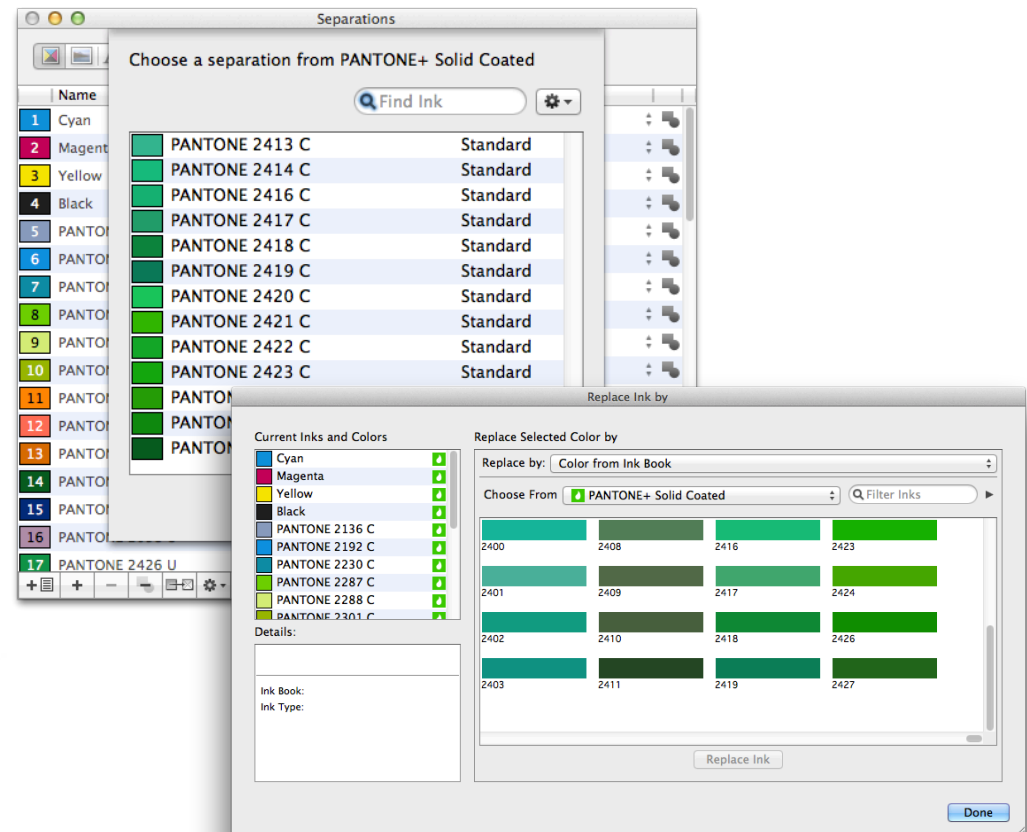 Separations
Choose a separation from PANTONE+ Solid Coated
Find Ink
Name
1 Cyan
2 Magent
3 Yellow
4 Black
5 PANTO
6 PANTO
7 PANTO
8 PANTO
9 PANTO
10 PANTO
11 PANTO
12 PANTO
13 PANTO
14 PANTO
15 PANTO
16 PANTO
17 PANTONE 2426 U
PANTONE 2413 C Standard
PANTONE 2414 C Standard
PANTONE 2416 C Standard
PANTONE 2417 C Standard
PANTONE 2418 C Standard
PANTONE 2419 C Standard
PANTONE 2420 C Standard
PANTONE 2421 C Standard
PANTONE 2422 C Standard
PANTONE 2423 C Standard
PANTO
PANTO
PANTO
Replace Ink by
Current Inks and Colors
Cyan
Magenta
Yellow
Black
PANTONE 2136 C
PANTONE 2192 C
PANTONE 2230 C
PANTONE 2287 C
PANTONE 2288 C
PANTONE 2301 C
Details:
Ink Book:
Ink Type:
Replace Selected Color by
Replace by: Color from Ink Book
Choose From PANTONE+ Solid Coated Filter Inks
2400 2408 2416 2423
2401 2409 2417 2424
2402 2410 2418 2426
2403 2411 2419 2427
Replace Ink
Done